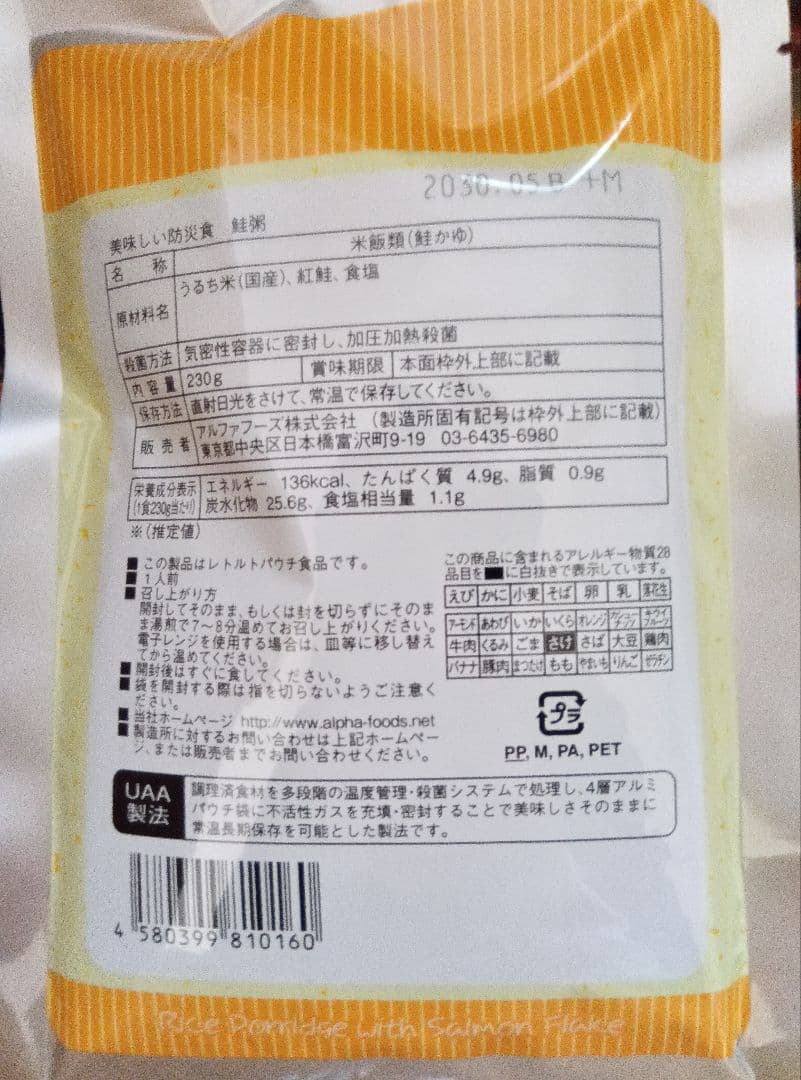 2030.05 B +M
美味しい防災食 鮭粥
名称 米飯類(鮭かゆ)
原材料名 うるち米(国産)、紅鮭、食塩
殺菌方法 気密性容器に密封し、加圧加熱殺菌
内容量 230g 賞味期限 本面枠外上部に記載
保存方法 直射日光をさけて、常温で保存してください。
販売者 アルファフーズ株式会社 (製造所固有記号は枠外上部に記載)
東京都中央区日本橋富沢町9-19 03-6435-6980
栄養成分表示 エネルギー 136kcal、たんぱく質 4.9g、脂質 0.9g
(1食230g当たり) 炭水化物 25.6g、食塩相当量 1.1g
※(推定値)
■この製品はレトルトパウチ食品です。
■1人前
■召し上がり方
開封してそのまま、もしくは封を切らずにそのま
ま湯煎で7〜8分温めてお召し上がりください。
電子レンジを使用する場合は、皿等に移し替え
てから温めてください。
■開封後はすぐに食してください。
■袋を開封する際は指を切らないようご注意く
ださい。
■当社ホームページ http://www.alpha-foods.net
■製造所に対するお問い合わせは上記ホームペー
ジ、または販売者までお問い合わせください。
この商品に含まれるアレルギー物質28
品目を■に白抜きで表示しています。
えび かに 小麦 そば 卵 乳 落花生
アーモンド あわび いか いくら オレンジ カシューナッツ キウイフルーツ
牛肉 くるみ ごま さけ さば 大豆 鶏肉
バナナ 豚肉 まつたけ もも やまいも りんご ゼラチン
プラ
PP, M, PA, PET
UAA製法
調理済食材を多段階の温度管理・殺菌システムで処理し、4層アルミ
パウチ袋に不活性ガスを充填・密封することで美味しさそのままに
常温長期保存を可能とした製法です。
4 580399 810160
Rice Porridge with Salmon Flake